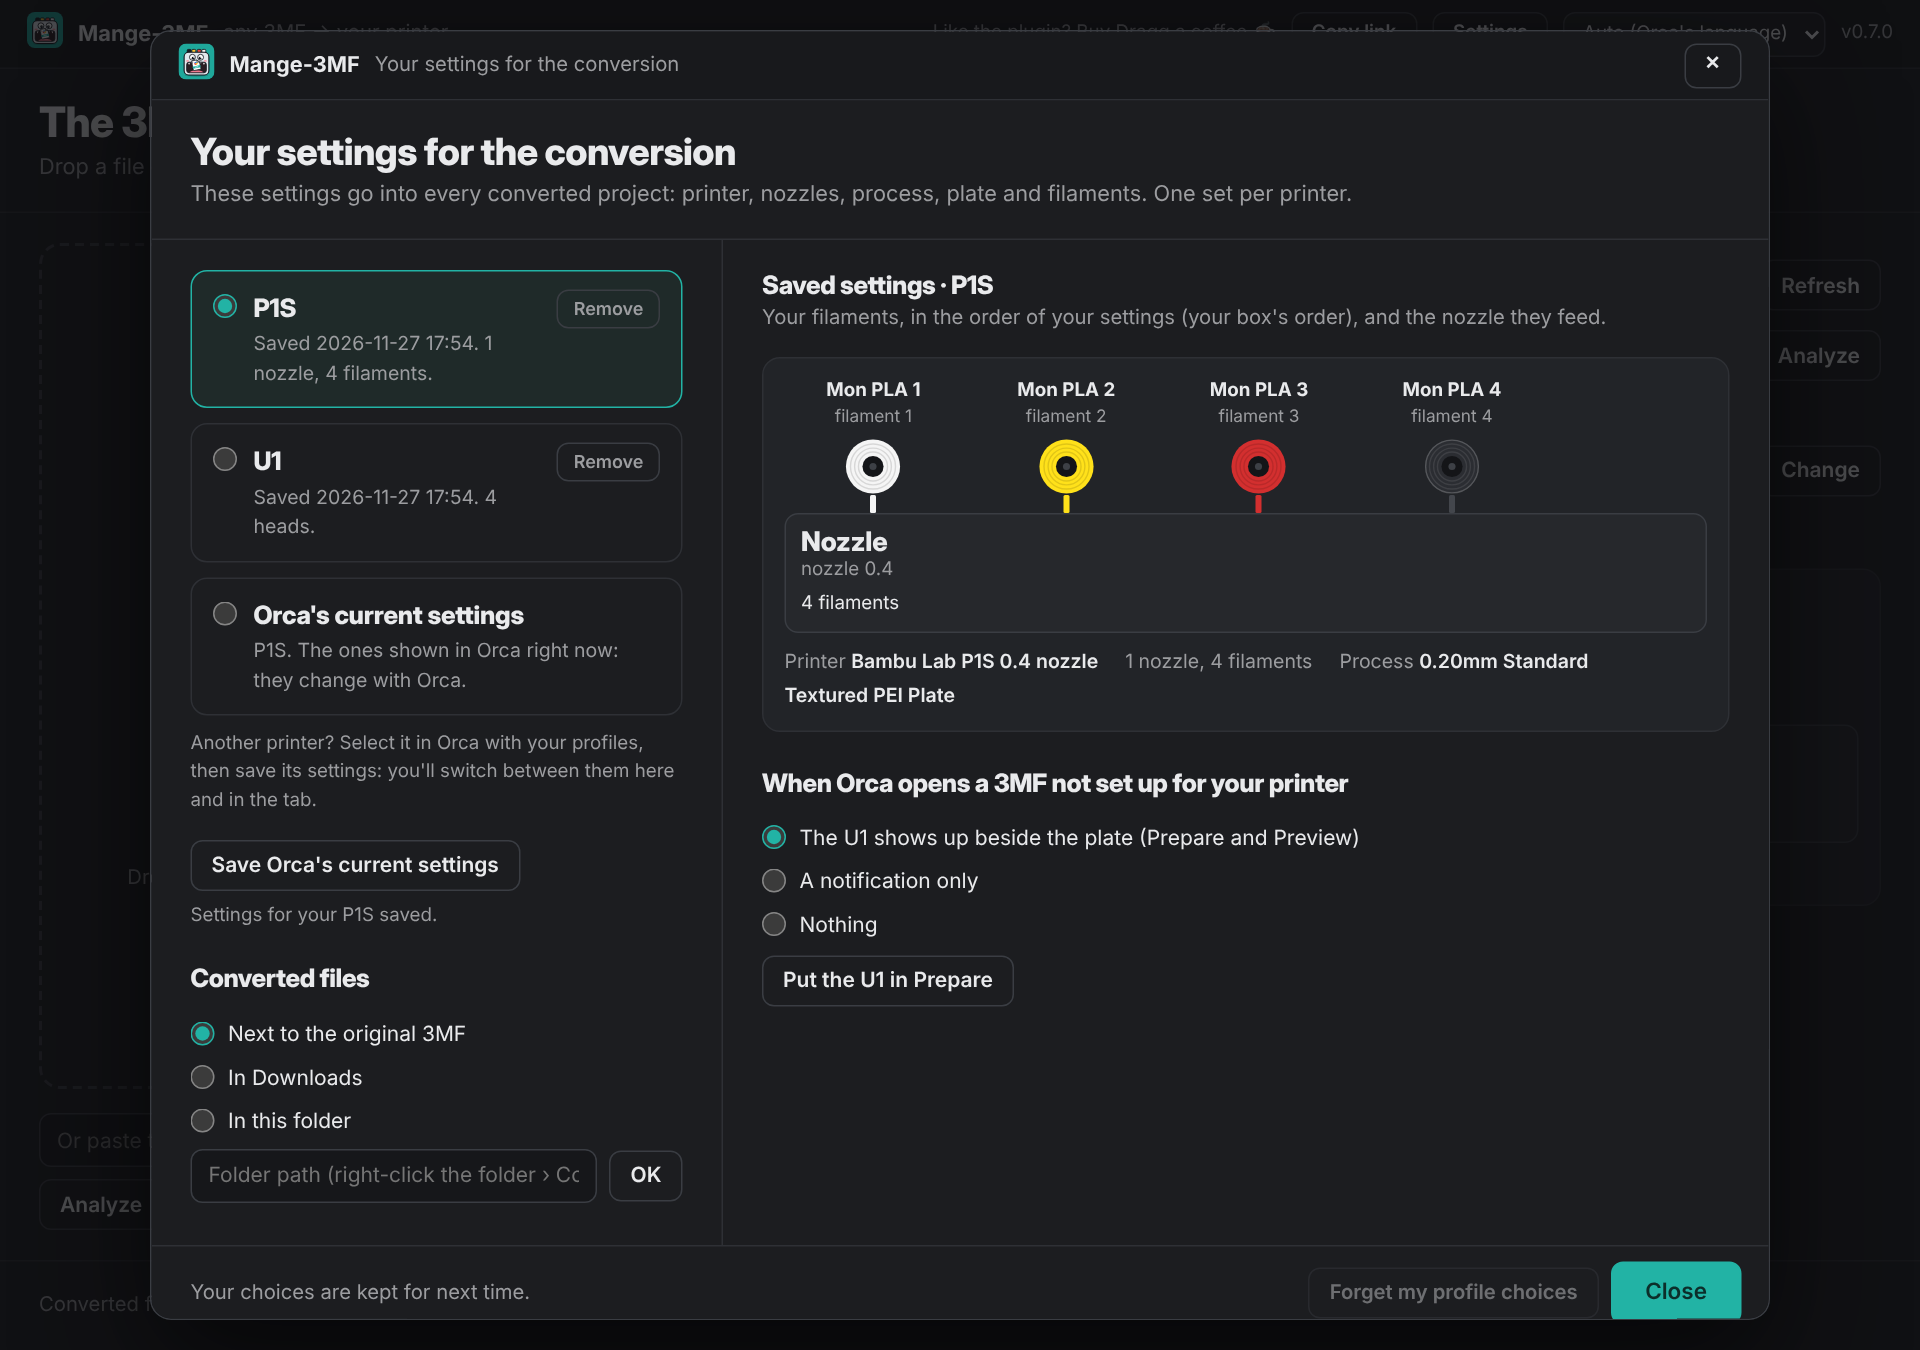 Mange-3MF
Your settings for the conversion
×
v0.7.0
The 3
Drop a file
Your settings for the conversion
These settings go into every converted project: printer, nozzles, process, plate and filaments. One set per printer.
P1S
Remove
Saved 2026-11-27 17:54. 1
nozzle, 4 filaments.
U1
Remove
Saved 2026-11-27 17:54. 4
heads.
Orca's current settings
P1S. The ones shown in Orca right now:
they change with Orca.
Another printer? Select it in Orca with your profiles,
then save its settings: you'll switch between them here
and in the tab.
Save Orca's current settings
Settings for your P1S saved.
Converted files
Next to the original 3MF
In Downloads
In this folder
Folder path (right-click the folder › Co
OK
Saved settings · P1S
Your filaments, in the order of your settings (your box's order), and the nozzle they feed.
Mon PLA 1
filament 1
Mon PLA 2
filament 2
Mon PLA 3
filament 3
Mon PLA 4
filament 4
Nozzle
nozzle 0.4
4 filaments
Printer Bambu Lab P1S 0.4 nozzle 1 nozzle, 4 filaments Process 0.20mm Standard
Textured PEI Plate
When Orca opens a 3MF not set up for your printer
The U1 shows up beside the plate (Prepare and Preview)
A notification only
Nothing
Put the U1 in Prepare
Refresh
Analyze
Change
Or paste
Analyze
Converted
Your choices are kept for next time.
Forget my profile choices
Close